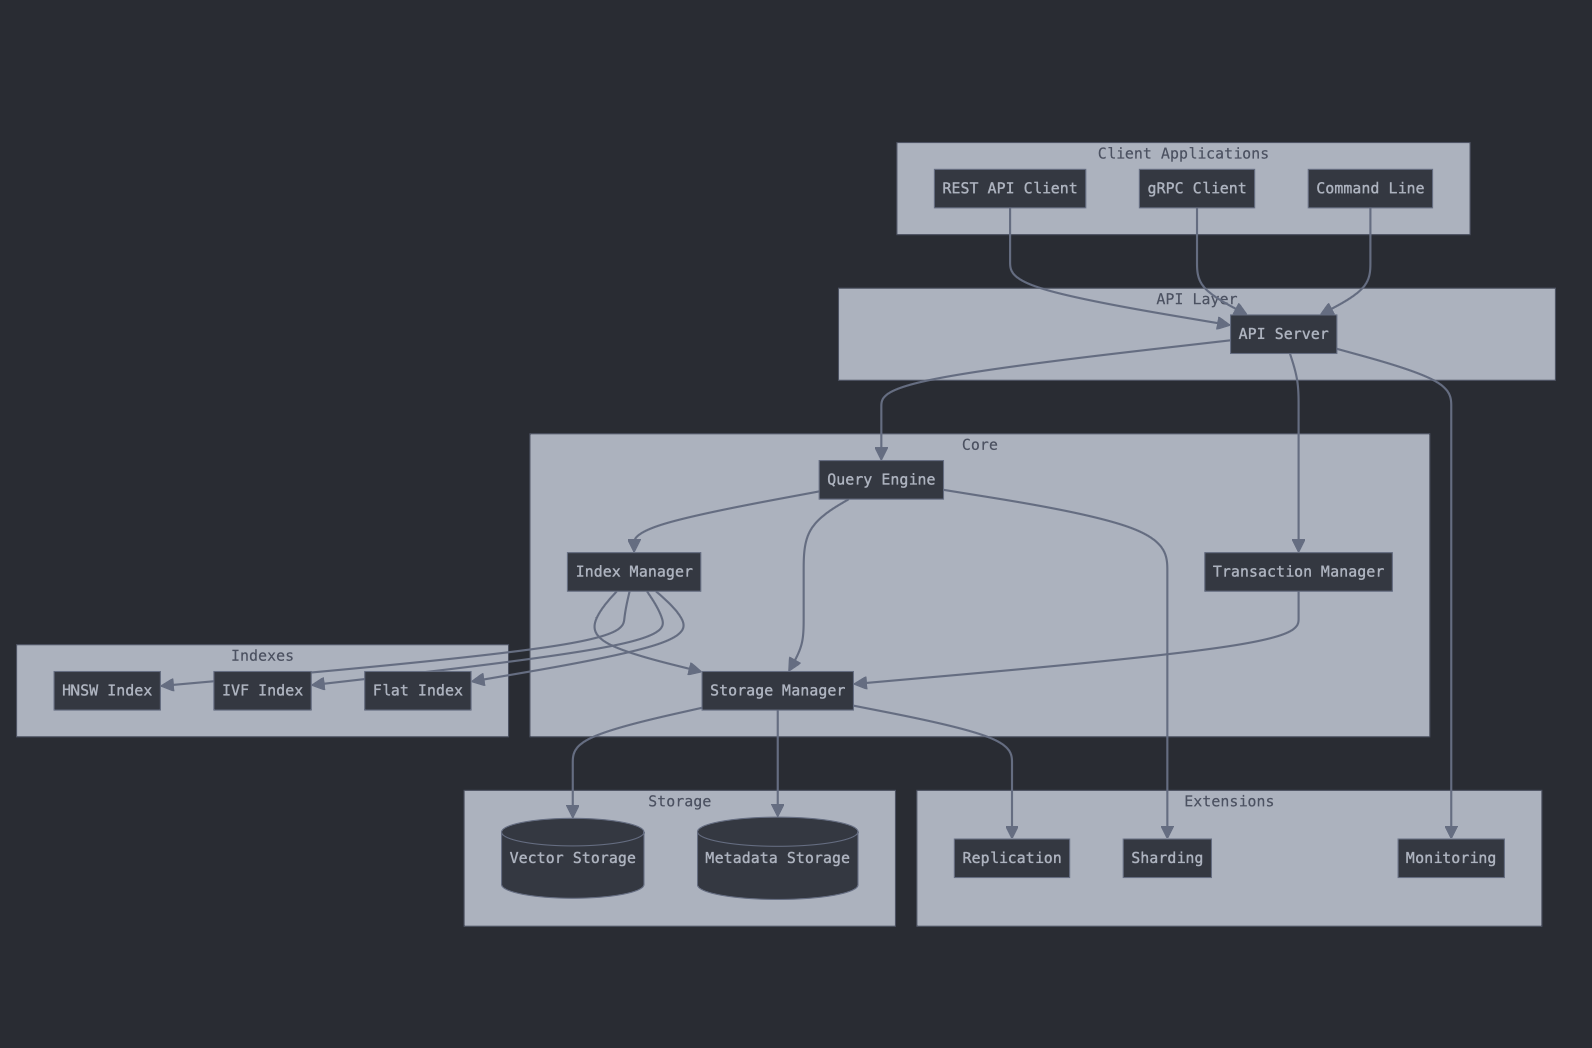 Client Applications
REST API Client
gRPC Client
Command Line
API Layer
API Server
Core
Query Engine
Index Manager
Transaction Manager
Indexes
HNSW Index
IVF Index
Flat Index
Storage Manager
Storage
Vector Storage
Metadata Storage
Extensions
Replication
Sharding
Monitoring